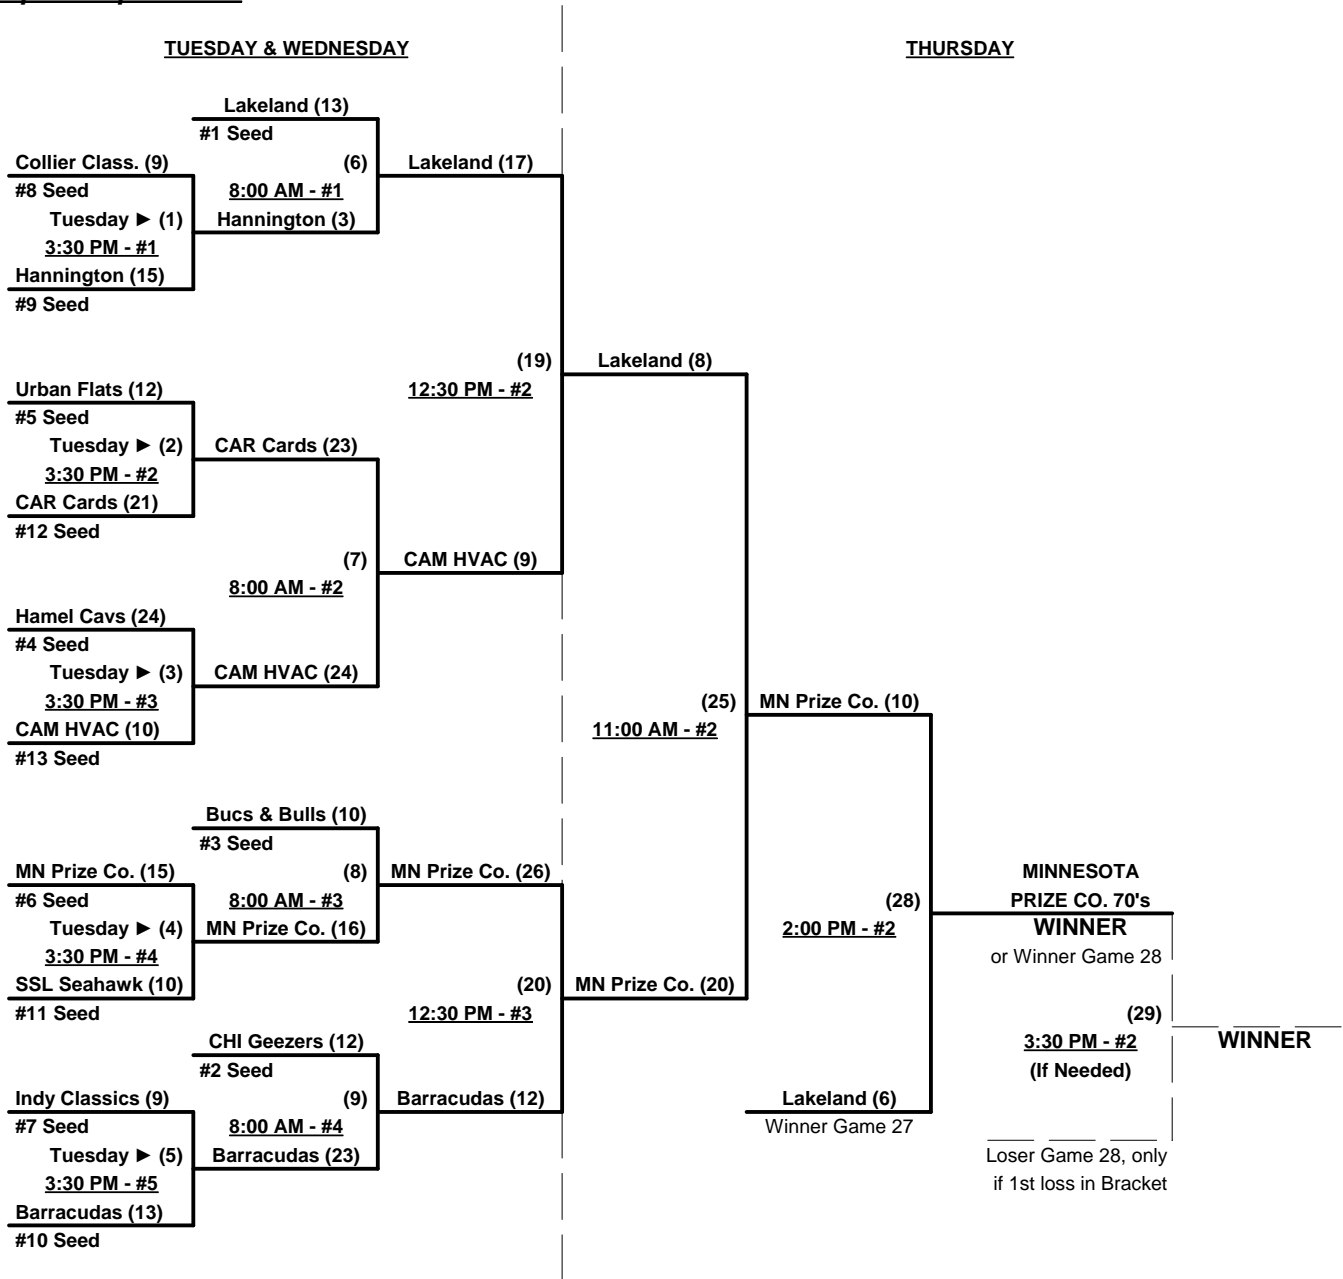 TUESDAY & WEDNESDAY
THURSDAY
Lakeland (13)
#1 Seed
Collier Class. (9)
(6)
Lakeland (17)
#8 Seed
8:00 AM - #1
Tuesday ► (1)
Hannington (3)
3:30 PM - #1
Hannington (15)
#9 Seed
(19)
Lakeland (8)
Urban Flats (12)
12:30 PM - #2
#5 Seed
Tuesday ► (2)
CAR Cards (23)
3:30 PM - #2
CAR Cards (21)
#12 Seed
(7)
CAM HVAC (9)
8:00 AM - #2
Hamel Cavs (24)
#4 Seed
Tuesday ► (3)
CAM HVAC (24)
3:30 PM - #3
(25)
MN Prize Co. (10)
CAM HVAC (10)
11:00 AM - #2
#13 Seed
Bucs & Bulls (10)
#3 Seed
MN Prize Co. (15)
(8)
MN Prize Co. (26)
MINNESOTA
#6 Seed
8:00 AM - #3
(28)
PRIZE CO. 70's
Tuesday ► (4)
MN Prize Co. (16)
2:00 PM - #2
WINNER
3:30 PM - #4
or Winner Game 28
SSL Seahawk (10)
(20)
MN Prize Co. (20)
#11 Seed
12:30 PM - #3
(29)
CHI Geezers (12)
3:30 PM - #2
WINNER
#2 Seed
(If Needed)
Indy Classics (9)
(9)
Barracudas (12)
Lakeland (6)
#7 Seed
8:00 AM - #4
Winner Game 27
Tuesday ► (5)
Barracudas (23)
Loser Game 28, only
3:30 PM - #5
if 1st loss in Bracket
Barracudas (13)
#10 Seed